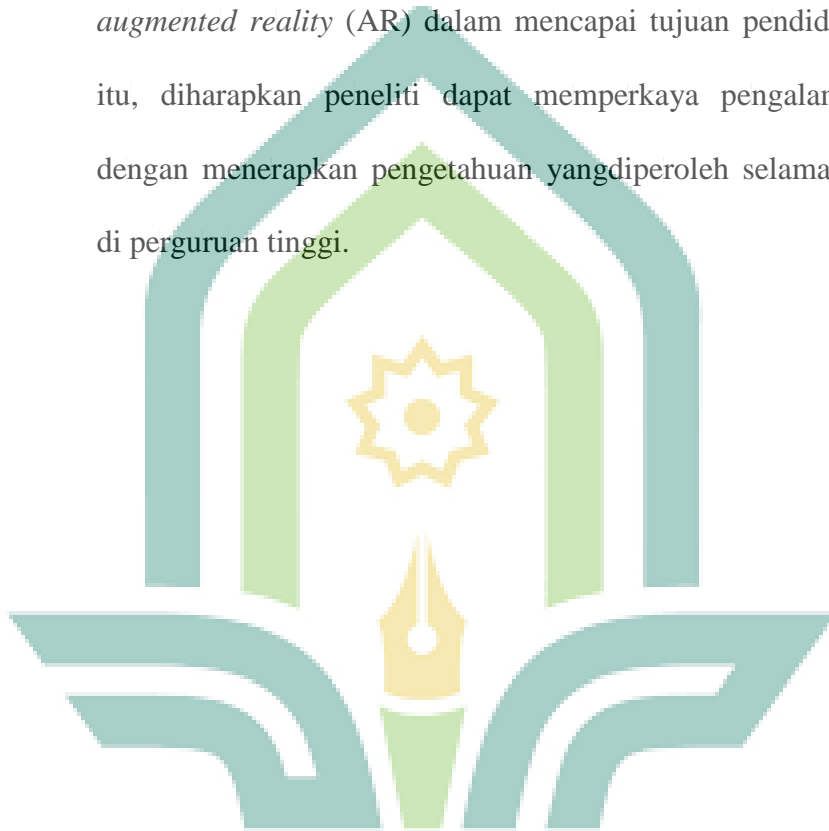 augmented reality (AR) dalam mencapai tujuan pendid
itu, diharapkan peneliti dapat memperkaya pengalan
dengan menerapkan pengetahuan yangdiperoleh selama
di perguruan tinggi.